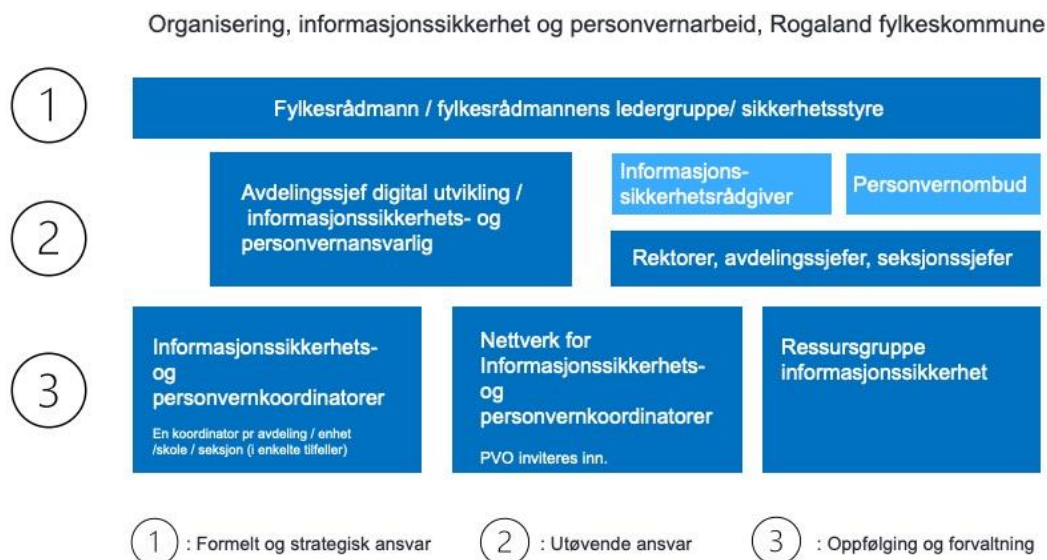 Organisering, informasjonssikkerhet og personvernarbeid, Rogaland fylkeskommune
1
Fylkesrådmann / fylkesrådmannens ledergruppe/ sikkerhetsstyre
2
Avdelingssjef digital utvikling /
informasjonssikkerhets- og
personvernansvarlig
Informasjons-
sikkerhetsrådgiver
Personvernombud
Rektorer, avdelingssjefer, seksjonssjefer
3
Informasjonssikkerhets-
og
personvernkoordinatorer
En koordinator pr avdeling / enhet
/skole / seksjon (i enkelte tilfeller)
Nettverk for
Informasjonssikkerhets-
og
personvernkoordinatorer
PVO inviteres inn.
Ressursgruppe
informasjonssikkerhet
1 : Formelt og strategisk ansvar
2 : Utøvende ansvar
3 : Oppfølging og forvaltning